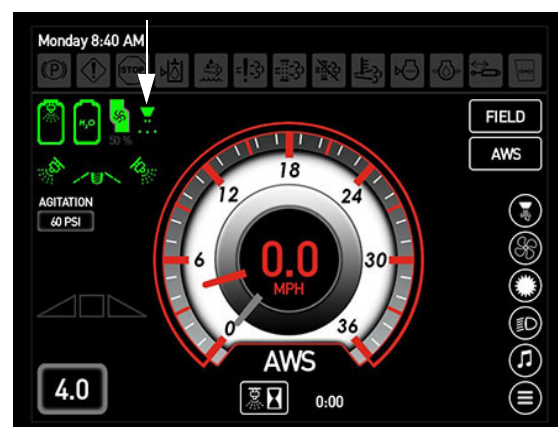 Monday 8:40 AM
(P)
STOP
H₂O
50 %
FIELD
AWS
AGITATION
60 PSI
0
6
12
18
24
30
36
0.0
MPH
AWS
4.0
0:00